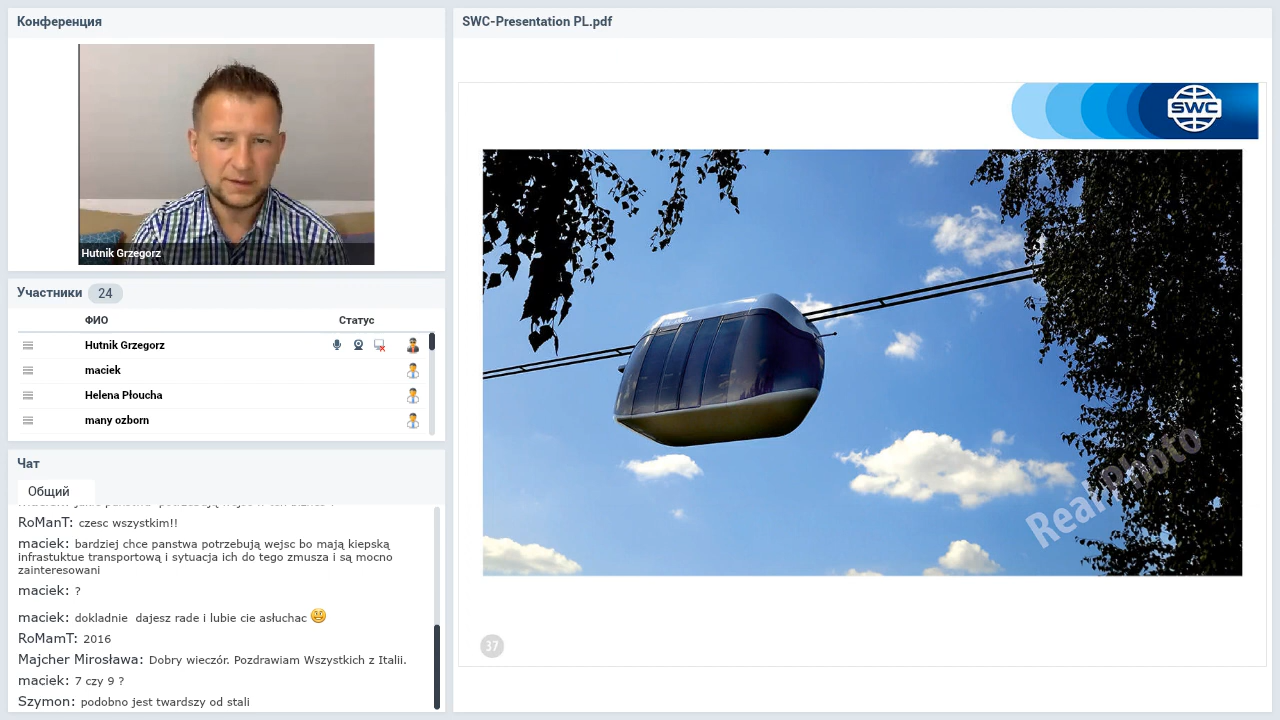 Конференция
Hutnik Grzegorz
Участники 24
ФИО Статус
Hutnik Grzegorz
maciek
Helena Płoucha
many ozborn
Чат
Общий
RoManT: czesc wszystkim!!
maciek: bardziej chce panstwa potrzebują wejsc bo mają kiepską
infrastuktue transportową i sytuacja ich do tego zmusza i są mocno
zainteresowani
maciek: ?
maciek: dokladnie dajesz rade i lubie cie asłuchac
RoMamT: 2016
Majcher Mirosława: Dobry wieczór. Pozdrawiam Wszystkich z Italii.
maciek: 7 czy 9 ?
Szymon: podobno jest twardszy od stali
SWC-Presentation PL.pdf
SWC
Real Photo
37